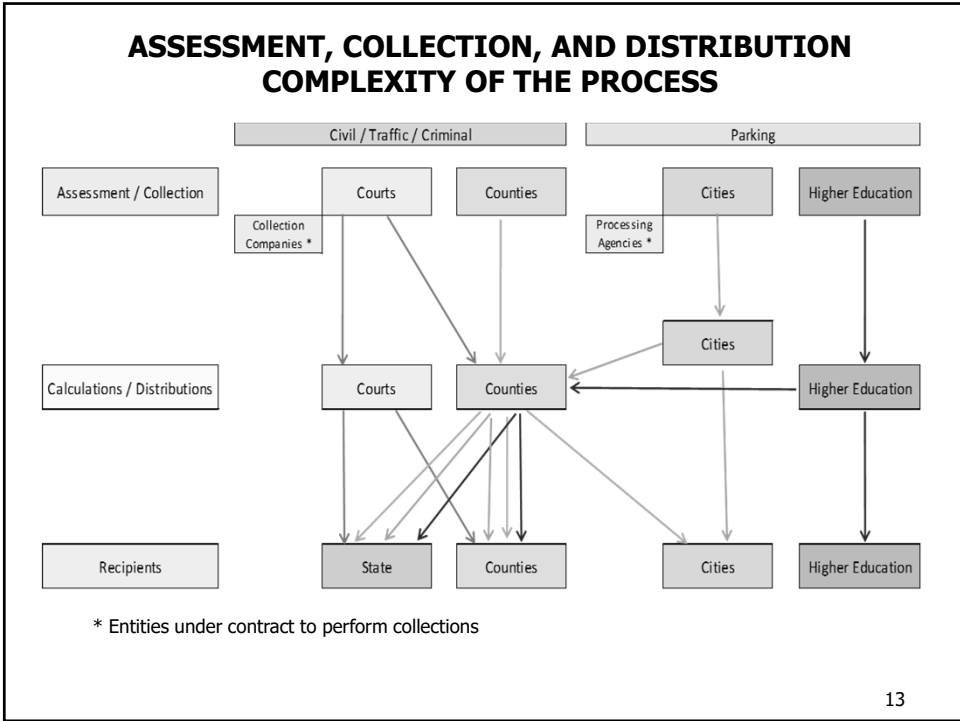 ASSESSMENT, COLLECTION, AND DISTRIBUTION
COMPLEXITY OF THE PROCESS
Civil / Traffic / Criminal
Parking
Assessment / Collection
Courts
Counties
Cities
Higher Education
Collection
Companies *
Processing
Agencies *
Cities
Calculations / Distributions
Courts
Counties
Higher Education
Recipients
State
Counties
Cities
Higher Education
* Entities under contract to perform collections
13